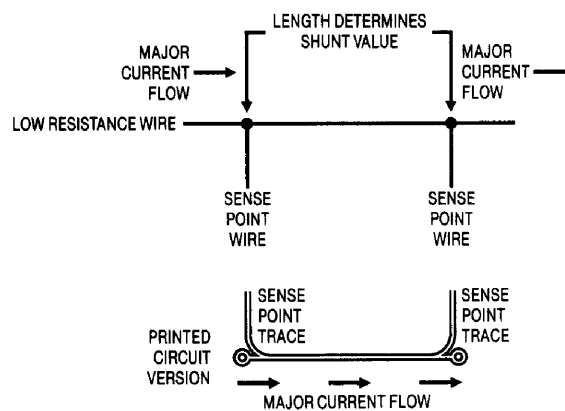 LENGTH DETERMINES
SHUNT VALUE
MAJOR
CURRENT
FLOW
MAJOR
CURRENT
FLOW
LOW RESISTANCE WIRE
SENSE
POINT
WIRE
SENSE
POINT
WIRE
SENSE
POINT
TRACE
SENSE
POINT
TRACE
PRINTED
CIRCUIT
VERSION
MAJOR CURRENT FLOW